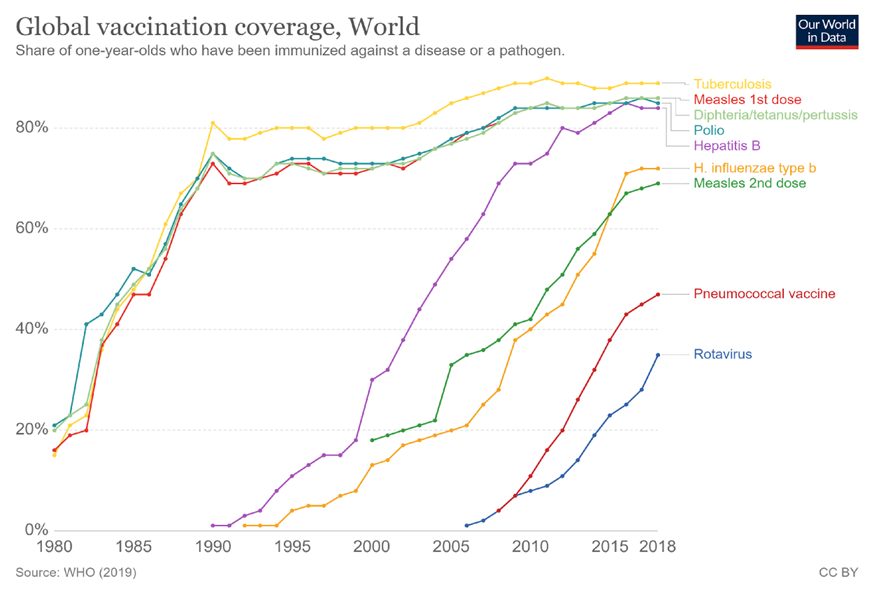 Global vaccination coverage, World
Share of one-year-olds who have been immunized against a disease or a pathogen.
Our World
in Data
Tuberculosis
Measles 1st dose
Diphteria/tetanus/pertussis
Polio
Hepatitis B
H. influenzae type b
Measles 2nd dose
Pneumococcal vaccine
Rotavirus
80%
60%
40%
20%
0%
1980 1985 1990 1995 2000 2005 2010 2015 2018
Source: WHO (2019)
CC BY